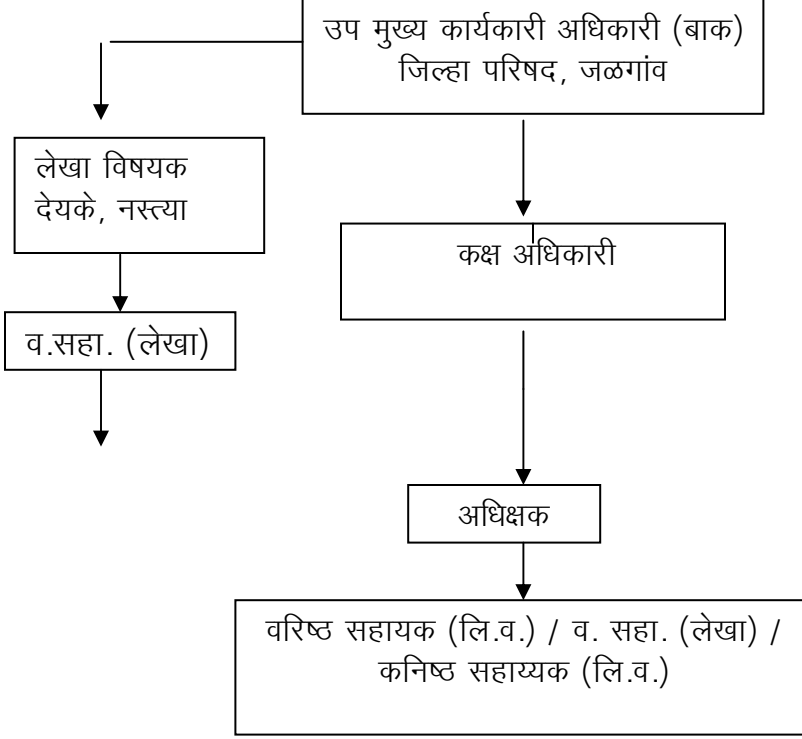 उप मुख्य कार्यकारी अधिकारी (बाक)
जिल्हा परिषद, जळगांव
लेखा विषयक
देयके, नस्त्या
कक्ष अधिकारी
व.सहा. (लेखा)
अधिक्षक
वरिष्ठ सहायक (लि.व.) / व. सहा. (लेखा) /
कनिष्ठ सहाय्यक (लि.व.)